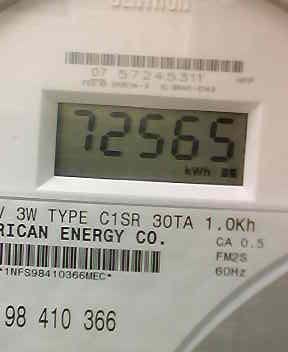 07 57245311
72565
kWh
V 3W TYPE C1SR 30TA 1.0Kh
RICAN ENERGY CO.
CA 0.5
FM2S
60Hz
*1NFS98410366MEC*
98 410 366